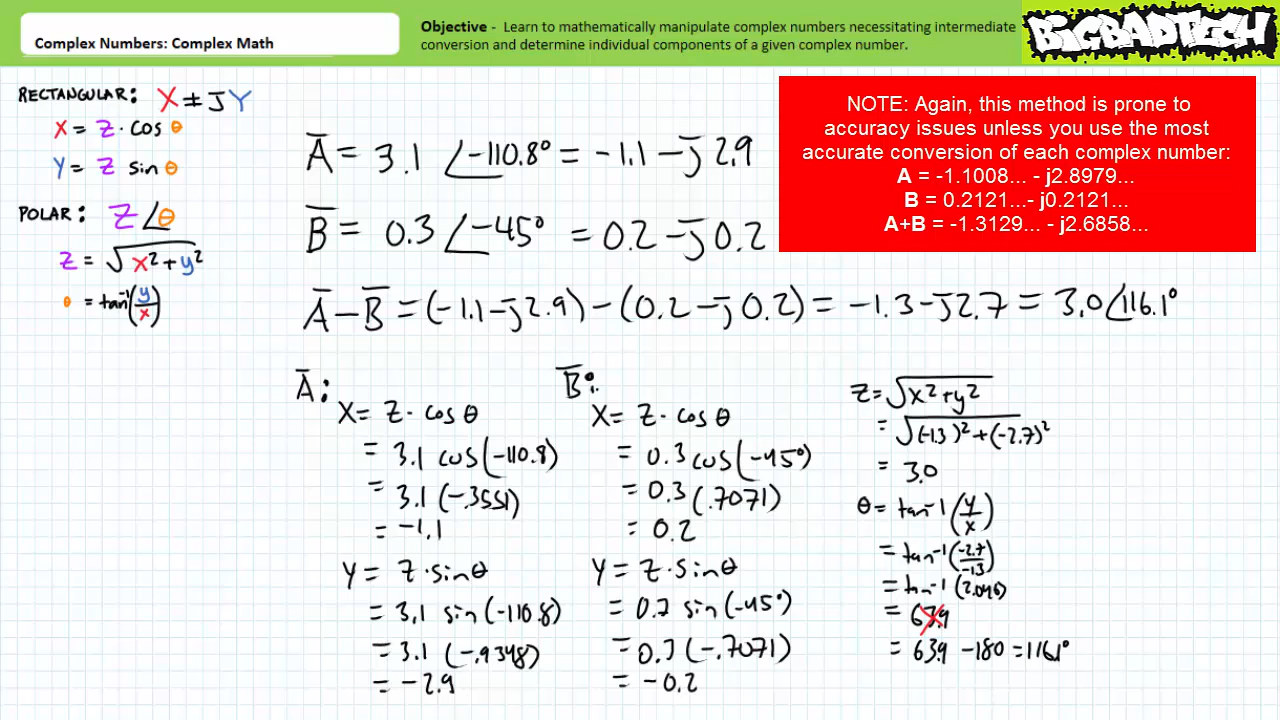 Complex Numbers: Complex Math
Objective - Learn to mathematically manipulate complex numbers necessitating intermediate
conversion and determine individual components of a given complex number.
BIGBADTECH
RECTANGULAR: X ± JY
X = Z · COS θ
Y = Z SIN θ
POLAR: Z∠θ
Z = √x²+y²
θ = tan⁻¹(y/x)
NOTE: Again, this method is prone to
accuracy issues unless you use the most
accurate conversion of each complex number:
A = -1.1008... - j2.8979...
B = 0.2121...- j0.2121...
A+B = -1.3129... - j2.6858...
A̅ = 3.1 ∠-110.8° = -1.1 -j2.9
B̅ = 0.3 ∠-45° = 0.2 -j0.2
A̅ - B̅ = (-1.1-j2.9) - (0.2-j0.2) = -1.3-j2.7 = 3.0∠116.1°
A̅:
X = Z · cos θ
= 3.1 cos(-110.8)
= 3.1 (-.3551)
= -1.1
Y = Z · sin θ
= 3.1 sin(-110.8)
= 3.1 (-.9348)
= -2.9
B̅:
X = Z · cos θ
= 0.3 cos(-45°)
= 0.3 (.7071)
= 0.2
Y = Z · sin θ
= 0.3 sin(-45°)
= 0.3 (-.7071)
= -0.2
Z = √x²+y²
= √(-1.3)²+(-2.7)²
= 3.0
θ = tan⁻¹(y/x)
= tan⁻¹(-2.7/-1.3)
= tan⁻¹(2.046)
= 63.9
= 63.9 -180 = 116.1°